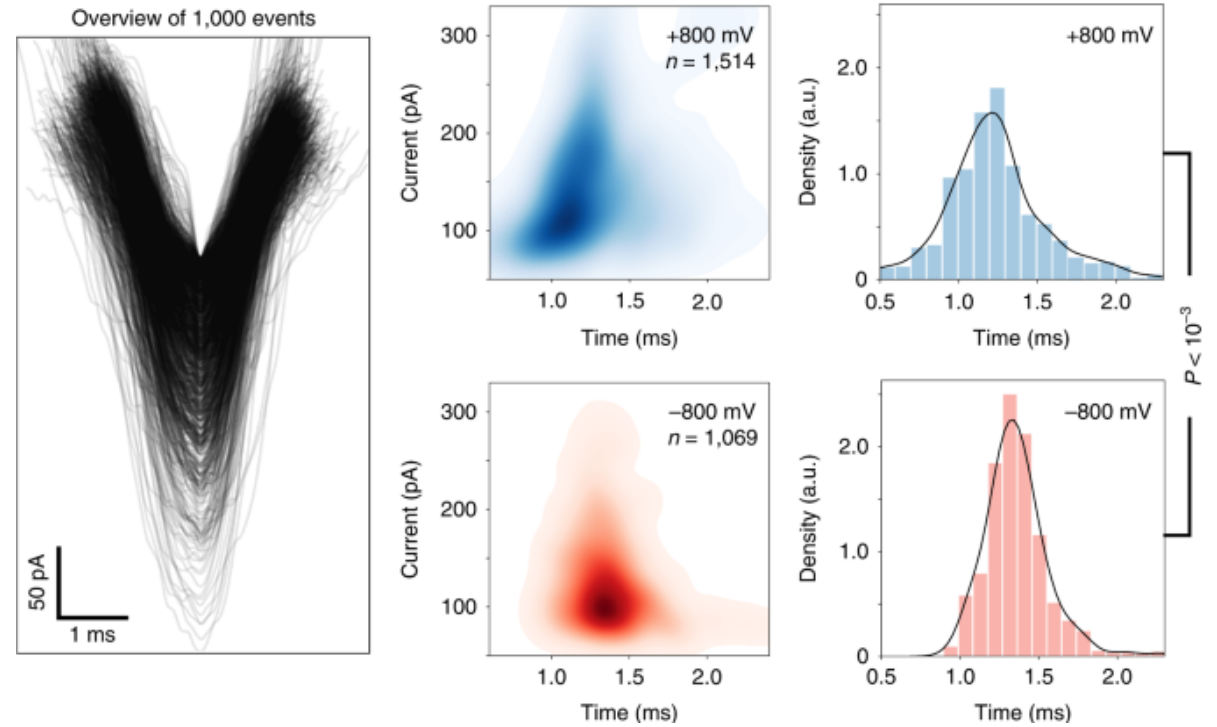 Overview of 1,000 events
50 pA
1 ms
Current (pA)
300
200
100
+800 mV
n = 1,514
1.0 1.5 2.0
Time (ms)
Density (a.u.)
2.0
1.0
0
+800 mV
0.5 1.0 1.5 2.0
Time (ms)
Current (pA)
300
200
100
–800 mV
n = 1,069
1.0 1.5 2.0
Time (ms)
Density (a.u.)
2.0
1.0
0
–800 mV
0.5 1.0 1.5 2.0
Time (ms)
P < 10⁻³